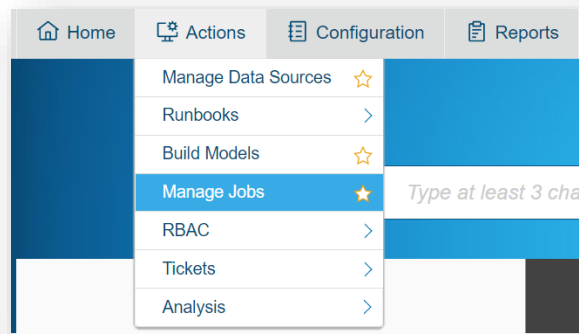 Home Actions Configuration Reports
Manage Data Sources
Runbooks
Build Models
Manage Jobs
Type at least 3 cha
RBAC
Tickets
Analysis